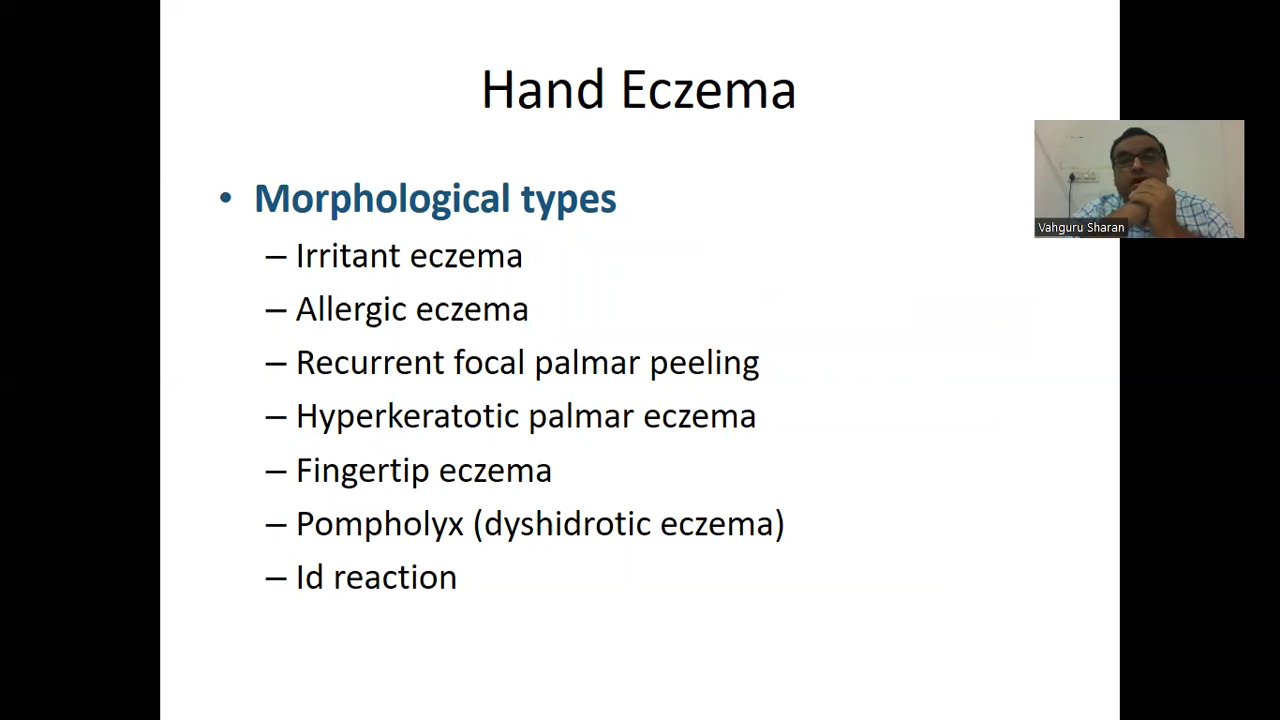 Hand Eczema
• Morphological types
– Irritant eczema
– Allergic eczema
– Recurrent focal palmar peeling
– Hyperkeratotic palmar eczema
– Fingertip eczema
– Pompholyx (dyshidrotic eczema)
– Id reaction
Vahguru Sharan